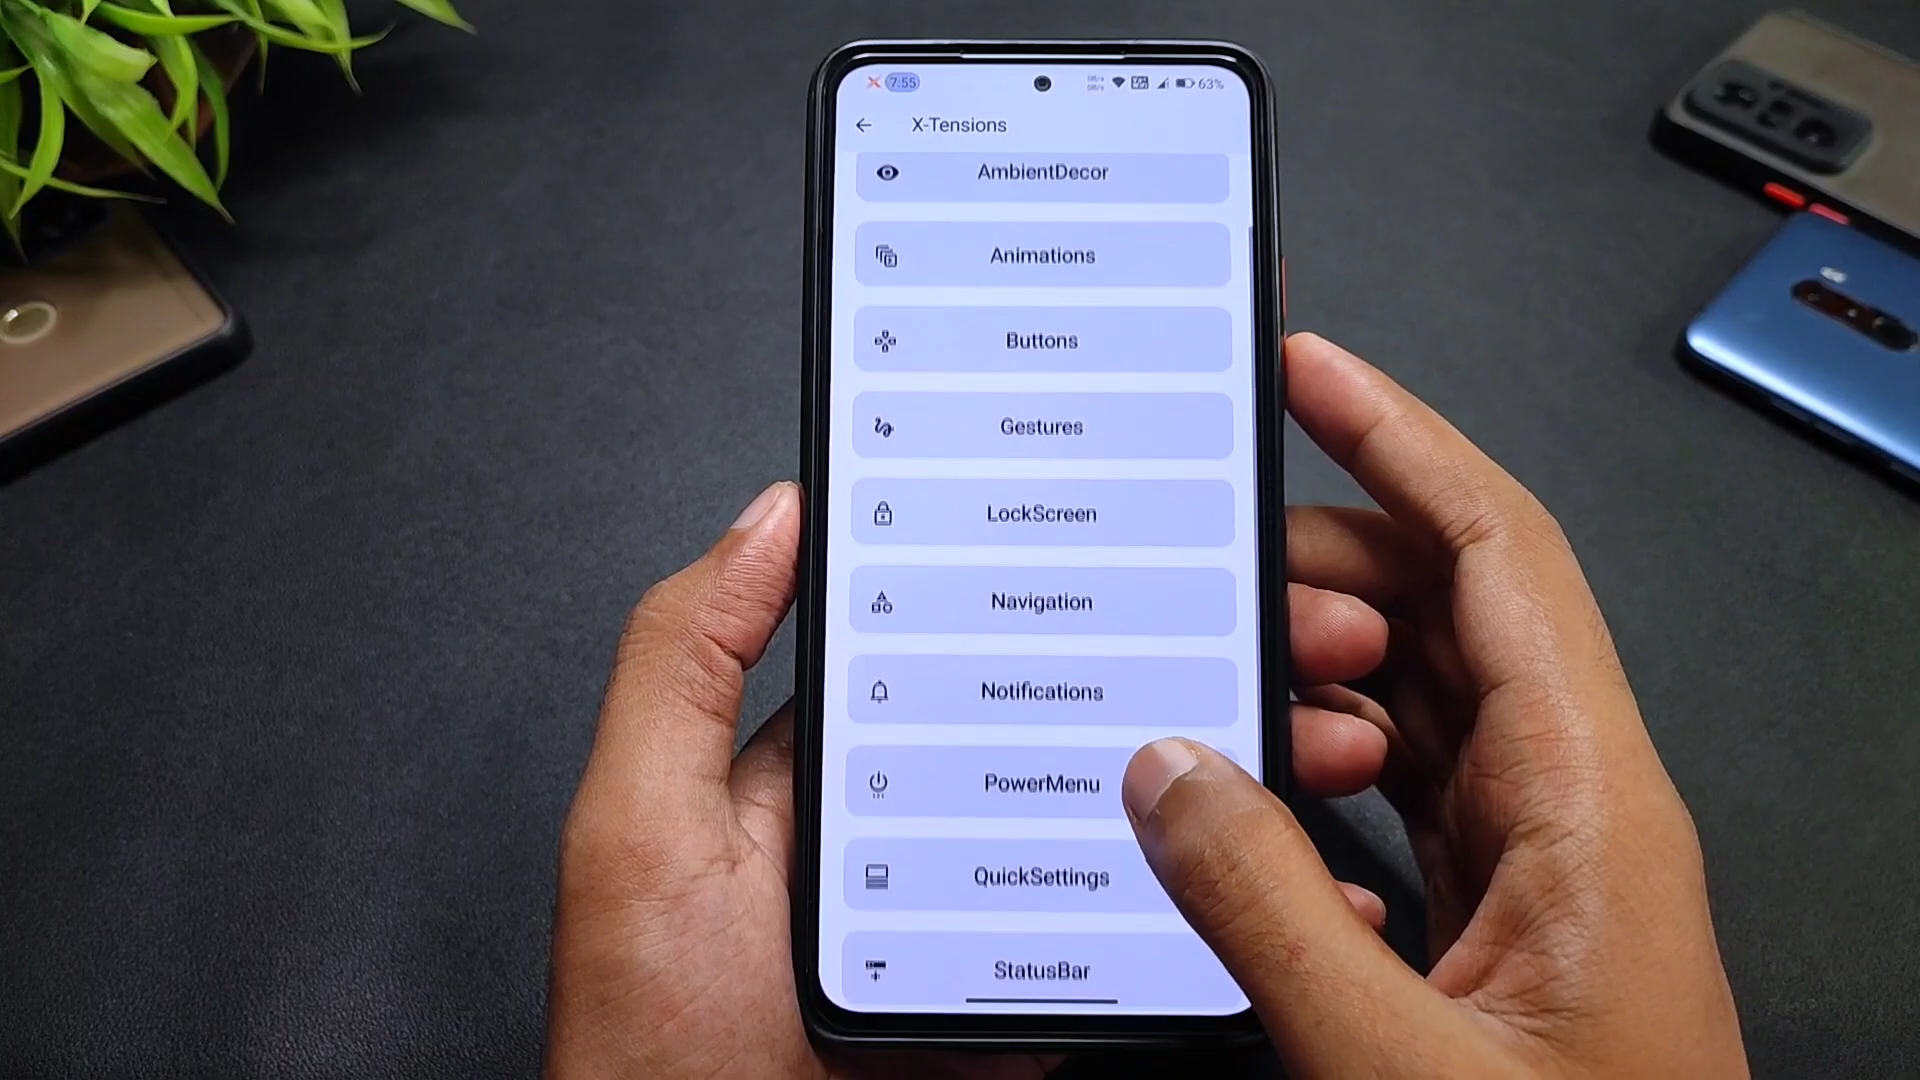 7:55
63%
X-Tensions
AmbientDecor
Animations
Buttons
Gestures
LockScreen
Navigation
Notifications
PowerMenu
QuickSettings
StatusBar